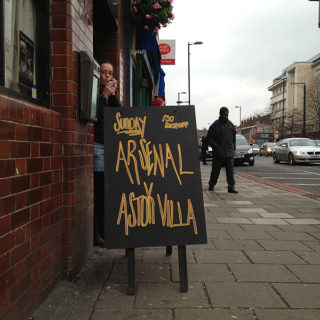 SUNDAY 1:30
KICKOFF
ARSENAL
V
ASTON VILLA